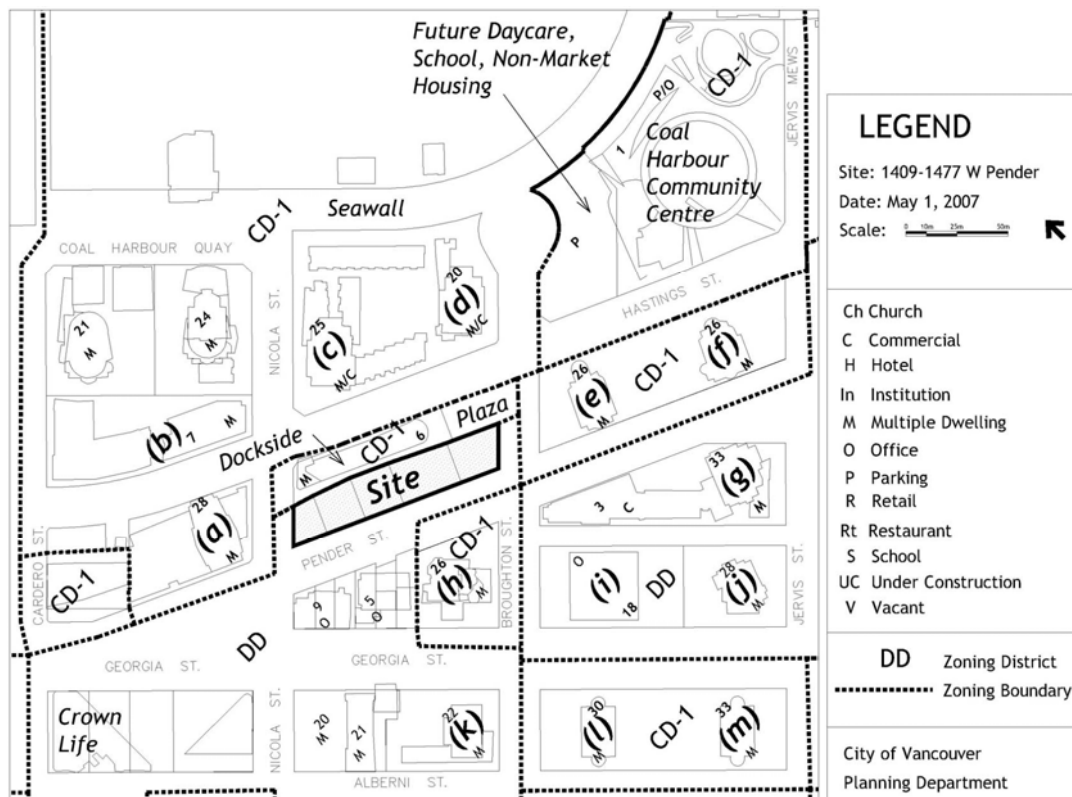 Future Daycare,
School, Non-Market
Housing
CD-1
JERVIS MEWS
P/O
1
Coal
Harbour
Community
Centre
P
CD-1
Seawall
COAL HARBOUR QUAY
NICOLA ST.
21
M
24
M
25
(c)
M/C
20
(d)
M/C
HASTINGS ST.
26
(e)
M
CD-1
26
(f)
M
(b)
7
M
Dockside
CD-1
6
M
Plaza
Site
28
(a)
M
CARDERO ST.
CD-1
PENDER ST.
33
(g)
M
3
C
CD-1
26
(h)
M
BROUGHTON ST.
O
(i)
18
DD
28
(j)
M
JERVIS ST.
9
O
5
O
DD
GEORGIA ST.
GEORGIA ST.
Crown
Life
NICOLA ST.
20
M
21
M
22
(k)
M
30
(l)
M
CD-1
33
(m)
M
ALBERNI ST.
LEGEND
Site: 1409-1477 W Pender
Date: May 1, 2007
Scale: 0 10m 25m 50m
Ch Church
C Commercial
H Hotel
In Institution
M Multiple Dwelling
O Office
P Parking
R Retail
Rt Restaurant
S School
UC Under Construction
V Vacant
DD Zoning District
Zoning Boundary
City of Vancouver
Planning Department